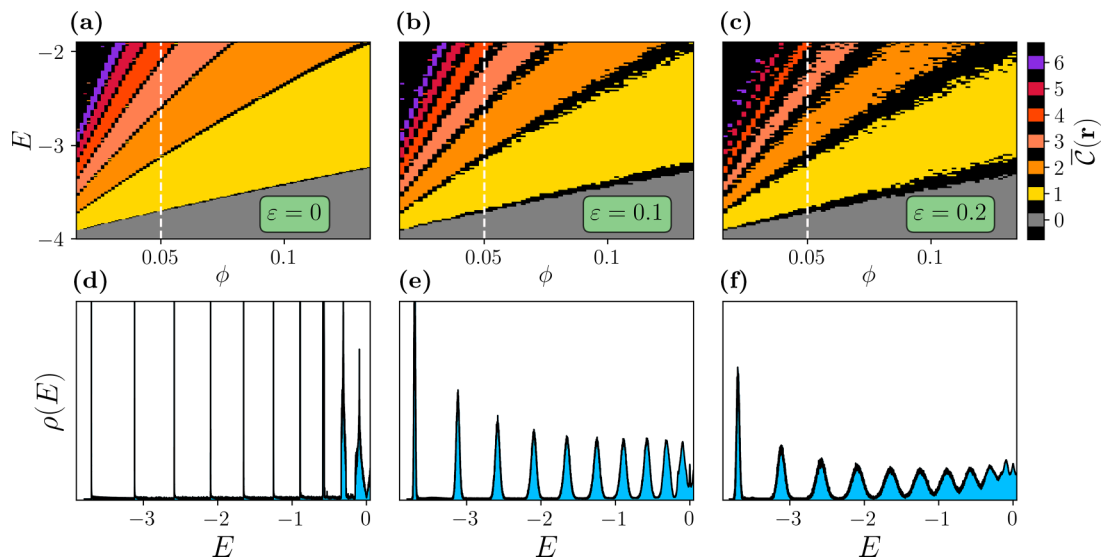 (a) (b) (c)
−2 −3 −4
E
ε = 0 ε = 0.1 ε = 0.2
0.05 0.1 0.05 0.1 0.05 0.1
ϕ ϕ ϕ
6
5
4
3
2
1
0
𝒞̅(r)
(d) (e) (f)
ρ(E)
−3 −2 −1 0 −3 −2 −1 0 −3 −2 −1 0
E E E